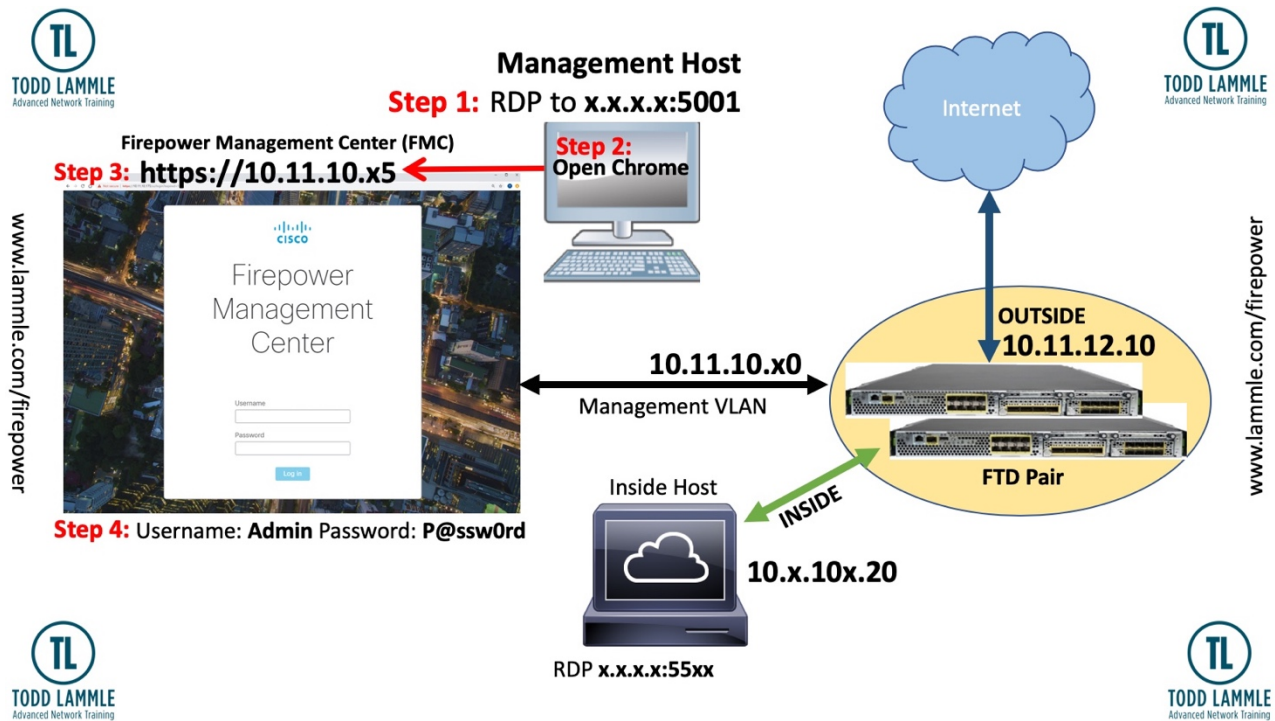 TL
TODD LAMMLE
Advanced Network Training
TL
TODD LAMMLE
Advanced Network Training
Management Host
Step 1: RDP to x.x.x.x:5001
Internet
Firepower Management Center (FMC)
Step 3: https://10.11.10.x5
Step 2:
Open Chrome
www.lammle.com/firepower
CISCO
Firepower
Management
Center
Username
Password
Log In
Step 4: Username: Admin Password: P@ssw0rd
10.11.10.x0
Management VLAN
OUTSIDE
10.11.12.10
FTD Pair
INSIDE
Inside Host
10.x.10x.20
RDP x.x.x.x:55xx
www.lammle.com/firepower
TL
TODD LAMMLE
Advanced Network Training
TL
TODD LAMMLE
Advanced Network Training